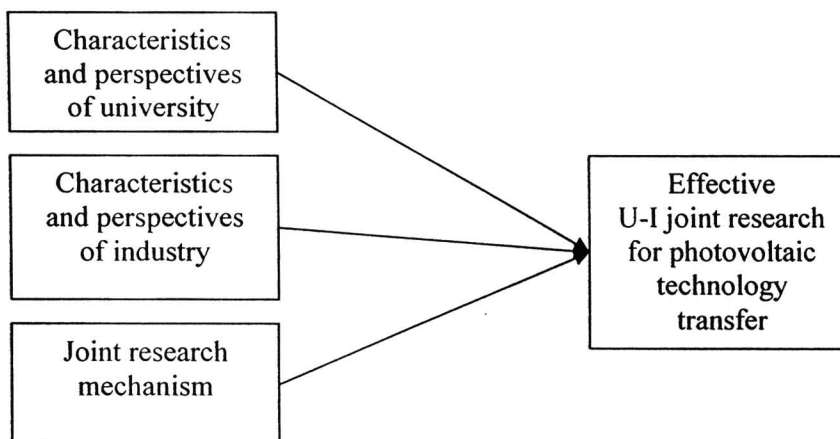 Characteristics
and perspectives
of university
Characteristics
and perspectives
of industry
Joint research
mechanism
Effective
U-I joint research
for photovoltaic
technology
transfer